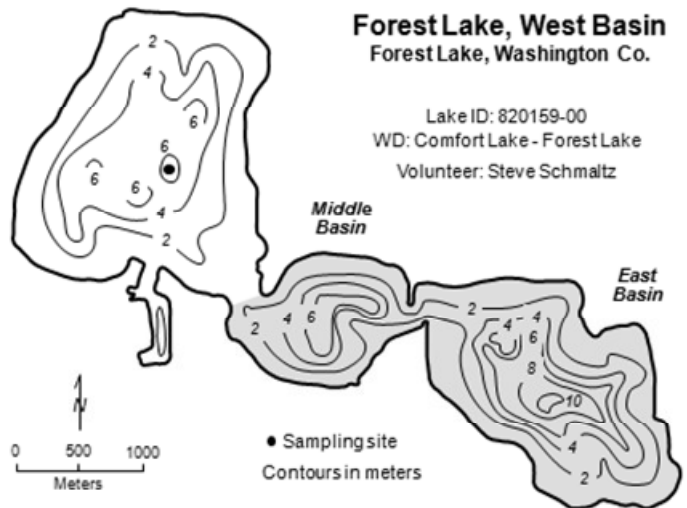 Forest Lake, West Basin
Forest Lake, Washington Co.
Lake ID: 820159-00
WD: Comfort Lake - Forest Lake
Volunteer: Steve Schmaltz
2
4
6
6
6
6
4
2
Middle
Basin
2 4 6
East
Basin
2
4 4
6
8
10
4
2
N
0 500 1000
Meters
Sampling site
Contours in meters